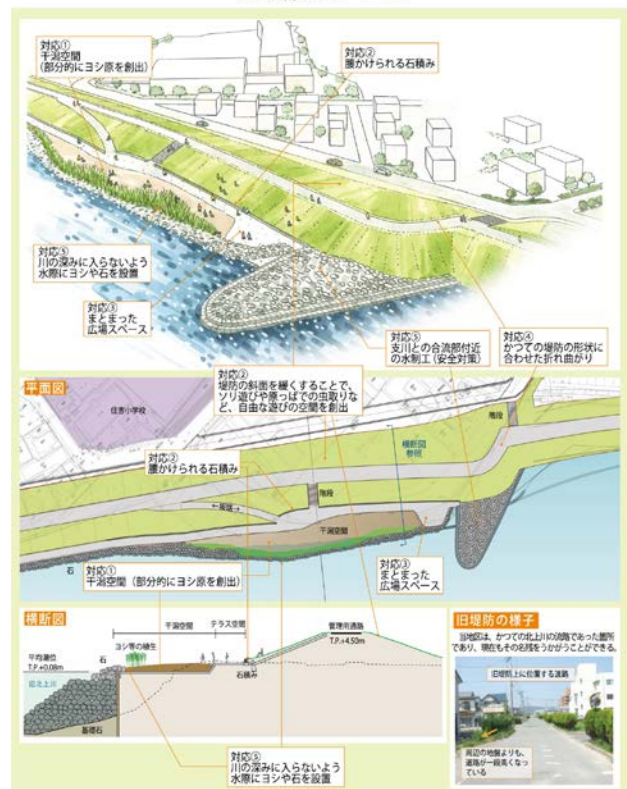 対応①
干潟空間
(部分的にヨシ原を創出)
対応②
腰かけられる石積み
対応⑤
川の深みに入らないよう
水際にヨシや石を設置
対応③
まとまった
広場スペース
対応⑤
支川との合流部付近
の水制工(安全対策)
対応④
かつての堤防の形状に
合わせた折れ曲がり
対応②
堤防の斜面を緩くすることで、
ソリ遊びや原っぱでの虫取りな
ど、自由な遊びの空間を創出
平面図
住吉小学校
対応②
腰かけられる石積み
横断図
参照
階段
階段
干潟空間
石
対応①
干潟空間(部分的にヨシ原を創出)
対応③
まとまった
広場スペース
横断図
干潟空間
テラス空間
ヨシ等の植生
石
平均潮位
T.P.+0.08m
旧北上川
基礎石
石積み
管理用通路
T.P.+4.50m
対応⑤
川の深みに入らないよう
水際にヨシや石を設置
旧堤防の様子
当地区は、かつての北上川の流路であった箇所
であり、現在もその名残をうかがうことができる。
旧堤防上に位置する道路
周辺の地盤よりも、
道路が一段高くなっ
ている